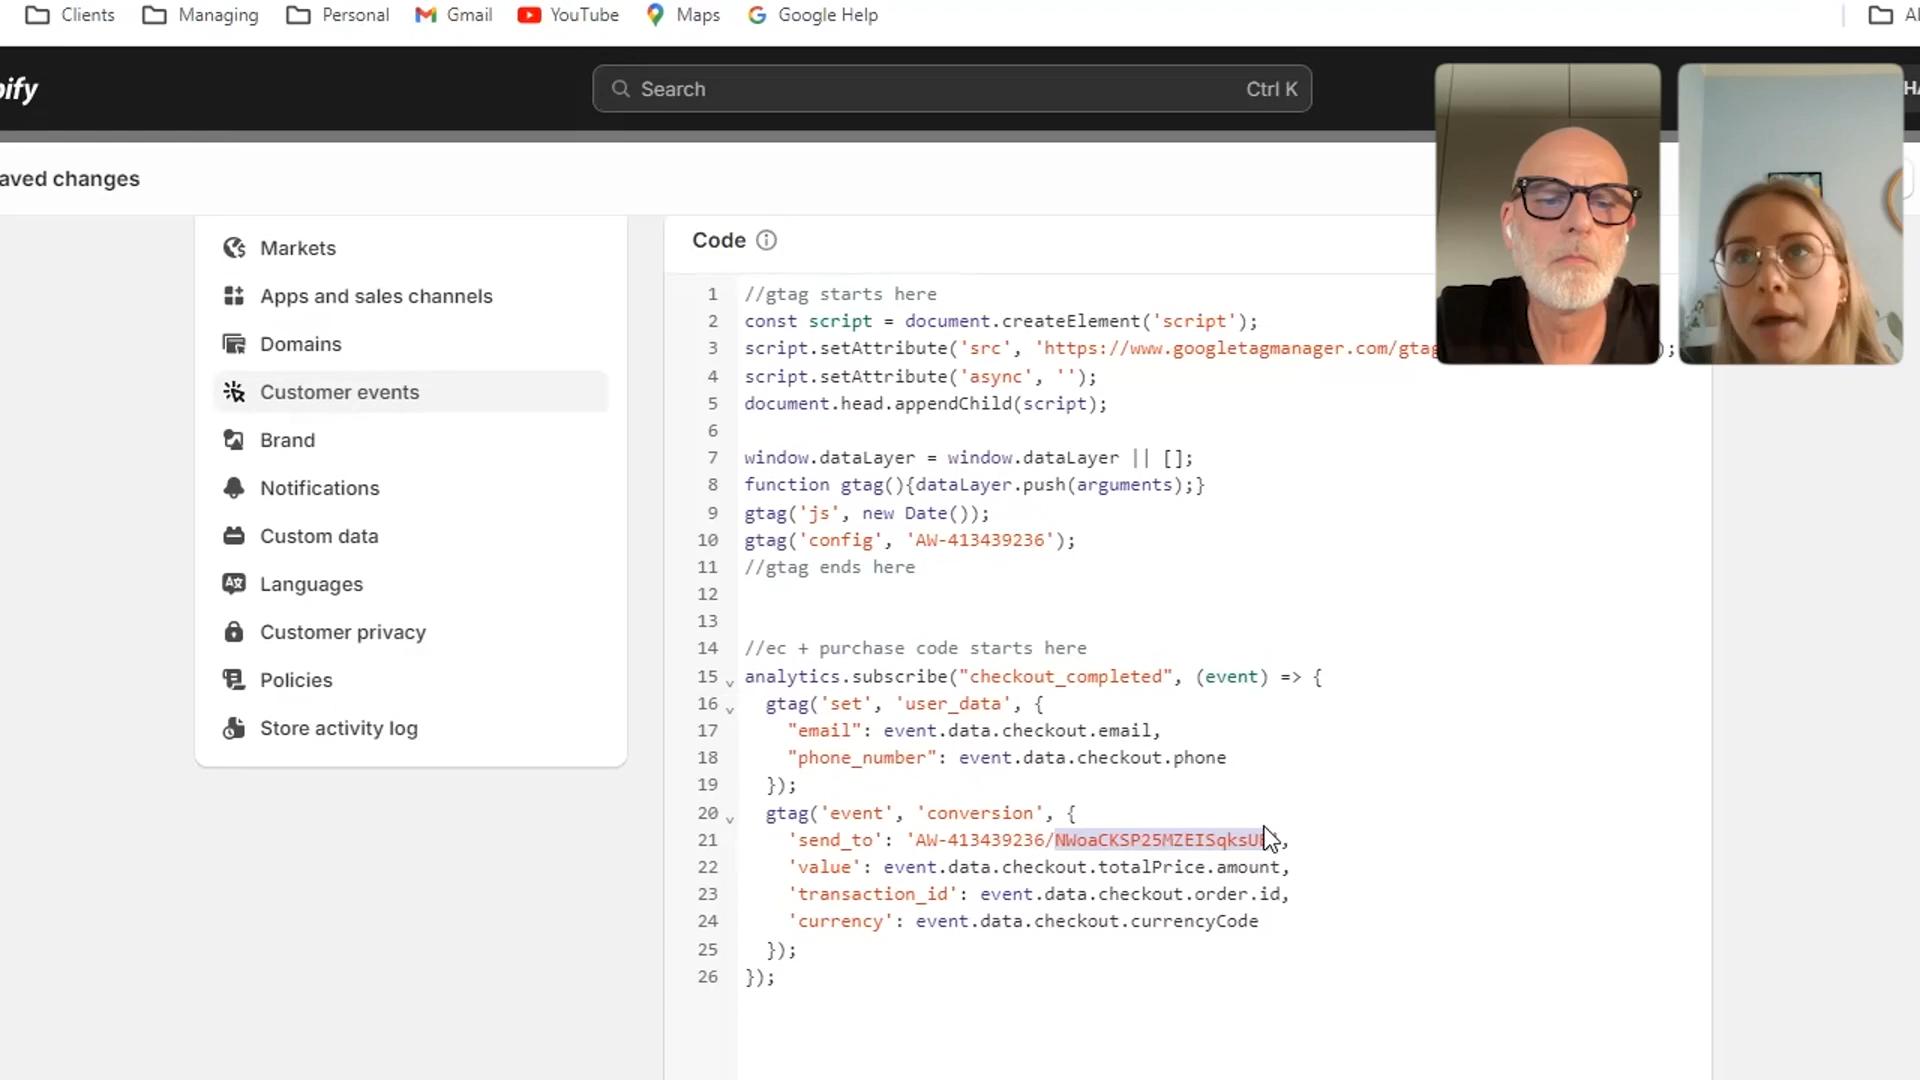 Clients Managing Personal Gmail YouTube Maps Google Help
pify
Search Ctrl K
aved changes
Markets
Apps and sales channels
Domains
Customer events
Brand
Notifications
Custom data
Languages
Customer privacy
Policies
Store activity log
Code
1 //gtag starts here
2 const script = document.createElement('script');
3 script.setAttribute('src', 'https://www.googletagmanager.com/gtag );
4 script.setAttribute('async', '');
5 document.head.appendChild(script);
6
7 window.dataLayer = window.dataLayer || [];
8 function gtag(){dataLayer.push(arguments);}
9 gtag('js', new Date());
10 gtag('config', 'AW-413439236');
11 //gtag ends here
12
13
14 //ec + purchase code starts here
15 analytics.subscribe("checkout_completed", (event) => {
16 gtag('set', 'user_data', {
17 "email": event.data.checkout.email,
18 "phone_number": event.data.checkout.phone
19 });
20 gtag('event', 'conversion', {
21 'send_to': 'AW-413439236/NWoaCKSP25MZEISqksU ',
22 'value': event.data.checkout.totalPrice.amount,
23 'transaction_id': event.data.checkout.order.id,
24 'currency': event.data.checkout.currencyCode
25 });
26 });